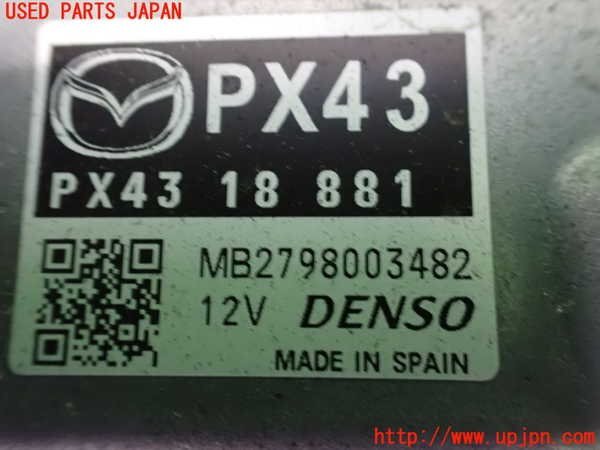 USED PARTS JAPAN
PX43
PX43 18 881
MB2798003482
12V DENSO
MADE IN SPAIN
http://www.upjpn.com/